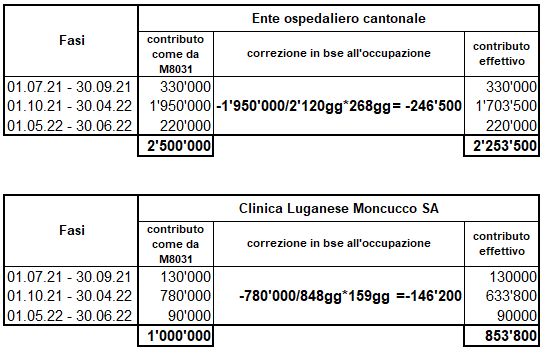 Ente ospedaliero cantonale
Fasi
contributo
come da
M8031
correzione in bse all'occupazione
contributo
effettivo
01.07.21 - 30.09.21 330'000 330'000
01.10.21 - 30.04.22 1'950'000 -1'950'000/2'120gg*268gg= -246'500 1'703'500
01.05.22 - 30.06.22 220'000 220'000
2'500'000 2'253'500
Clinica Luganese Moncucco SA
Fasi
contributo
come da
M8031
correzione in bse all'occupazione
contributo
effettivo
01.07.21 - 30.09.21 130'000 130000
01.10.21 - 30.04.22 780'000 -780'000/848gg*159gg =-146'200 633'800
01.05.22 - 30.06.22 90'000 90000
1'000'000 853'800